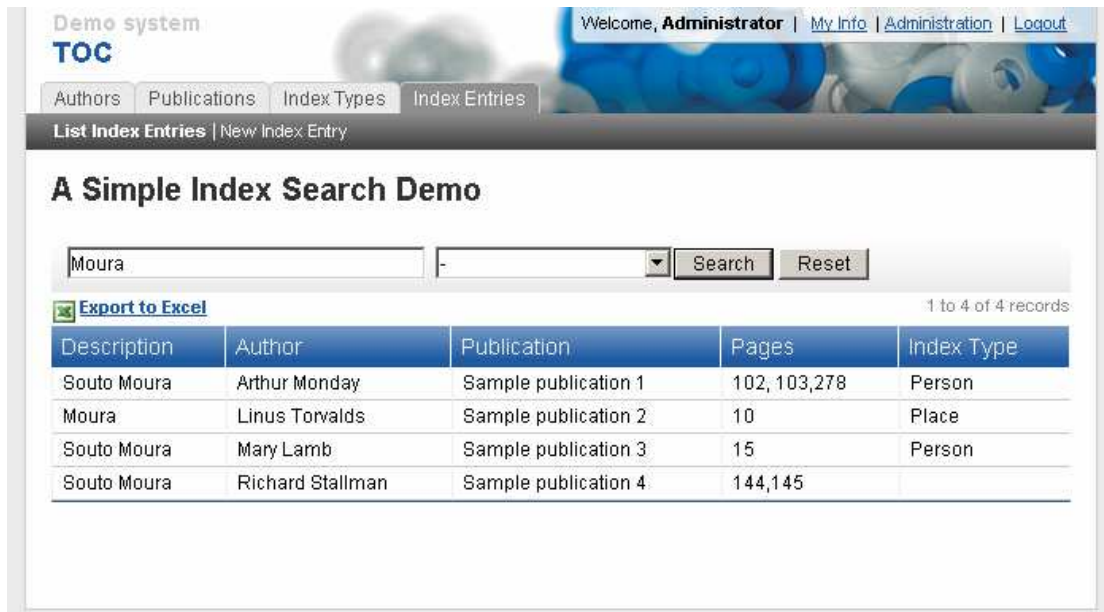 Demo system
Welcome, Administrator | My Info | Administration | Logout
TOC
Authors Publications Index Types Index Entries
List Index Entries | New Index Entry
A Simple Index Search Demo
Moura - Search Reset
Export to Excel 1 to 4 of 4 records
Description Author Publication Pages Index Type
Souto Moura Arthur Monday Sample publication 1 102, 103,278 Person
Moura Linus Torvalds Sample publication 2 10 Place
Souto Moura Mary Lamb Sample publication 3 15 Person
Souto Moura Richard Stallman Sample publication 4 144,145